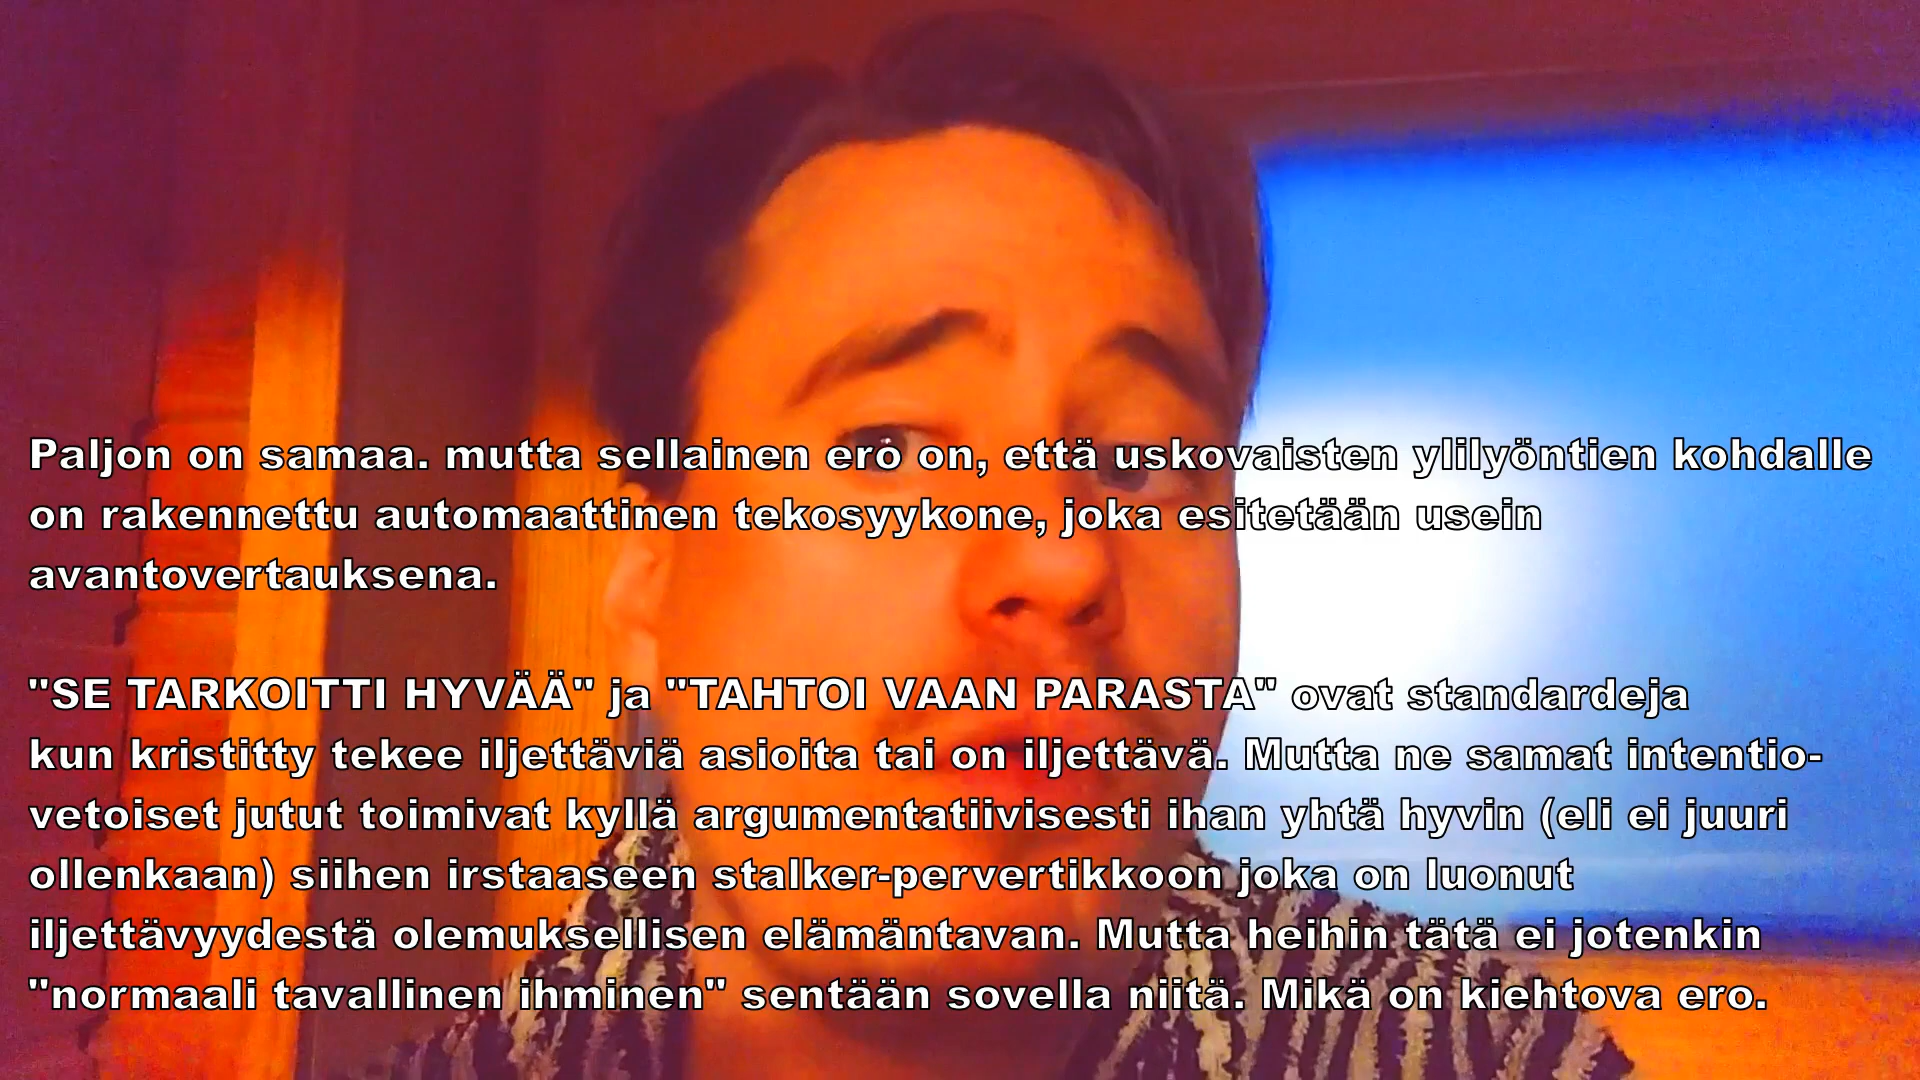 Paljon on samaa. mutta sellainen ero on, että uskovaisten ylilyöntien kohdalle
on rakennettu automaattinen tekosyykone, joka esitetään usein
avantovertauksena.
"SE TARKOITTI HYVÄÄ" ja "TAHTOI VAAN PARASTA" ovat standardeja
kun kristitty tekee iljettäviä asioita tai on iljettävä. Mutta ne samat intentio-
vetoiset jutut toimivat kyllä argumentatiivisesti ihan yhtä hyvin (eli ei juuri
ollenkaan) siihen irstaaseen stalker-pervertikkoon joka on luonut
iljettävyydestä olemuksellisen elämäntavan. Mutta heihin tätä ei jotenkin
"normaali tavallinen ihminen" sentään sovella niitä. Mikä on kiehtova ero.